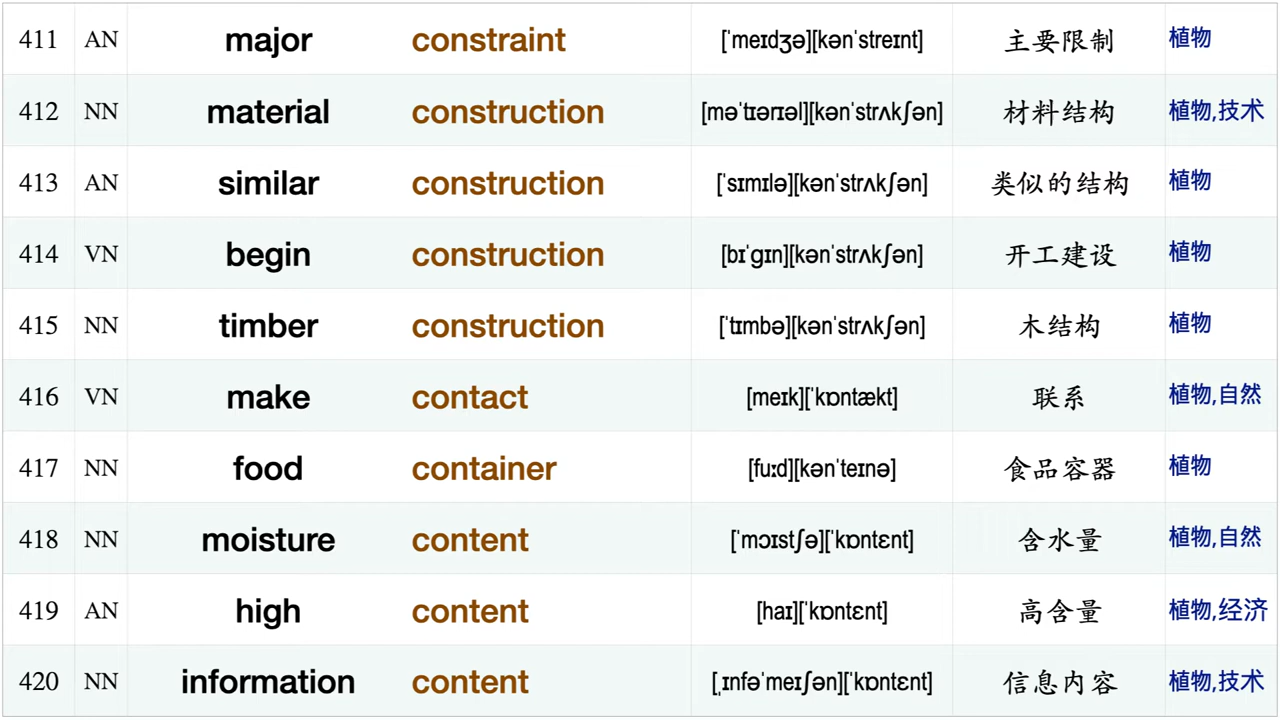 411 AN major constraint [ˈmeɪdʒə][kənˈstreɪnt] 主要限制 植物
412 NN material construction [məˈtɪərɪəl][kənˈstrʌkʃən] 材料结构 植物,技术
413 AN similar construction [ˈsɪmɪlə][kənˈstrʌkʃən] 类似的结构 植物
414 VN begin construction [bɪˈɡɪn][kənˈstrʌkʃən] 开工建设 植物
415 NN timber construction [ˈtɪmbə][kənˈstrʌkʃən] 木结构 植物
416 VN make contact [meɪk][ˈkɒntækt] 联系 植物,自然
417 NN food container [fuːd][kənˈteɪnə] 食品容器 植物
418 NN moisture content [ˈmɔɪstʃə][ˈkɒntɛnt] 含水量 植物,自然
419 AN high content [haɪ][ˈkɒntɛnt] 高含量 植物,经济
420 NN information content [ˌɪnfəˈmeɪʃən][ˈkɒntɛnt] 信息内容 植物,技术